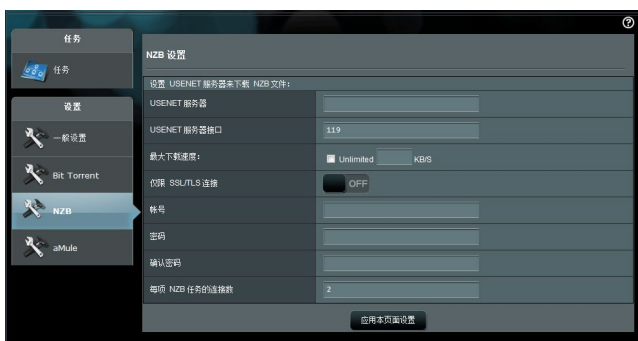 任务
任务
设置
一般设置
Bit Torrent
NZB
aMule
NZB 设置
设置 USENET 服务器来下载 NZB 文件:
USENET 服务器
USENET 服务器接口 119
最大下载速度: Unlimited KB/S
仅限 SSL/TLS 连接 OFF
帐号
密码
确认密码
每项 NZB 任务的连接数 2
应用本页面设置
?